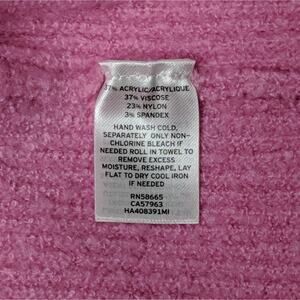 37% ACRYLIC/ACRYLIQUE
37% VISCOSE
23% NYLON
3% SPANDEX
HAND WASH COLD,
SEPARATELY ONLY NON-
CHLORINE BLEACH IF
NEEDED ROLL IN TOWEL TO
REMOVE EXCESS
MOISTURE, RESHAPE, LAY
FLAT TO DRY COOL IRON
IF NEEDED
RN58665
CA57963
HA408391MI